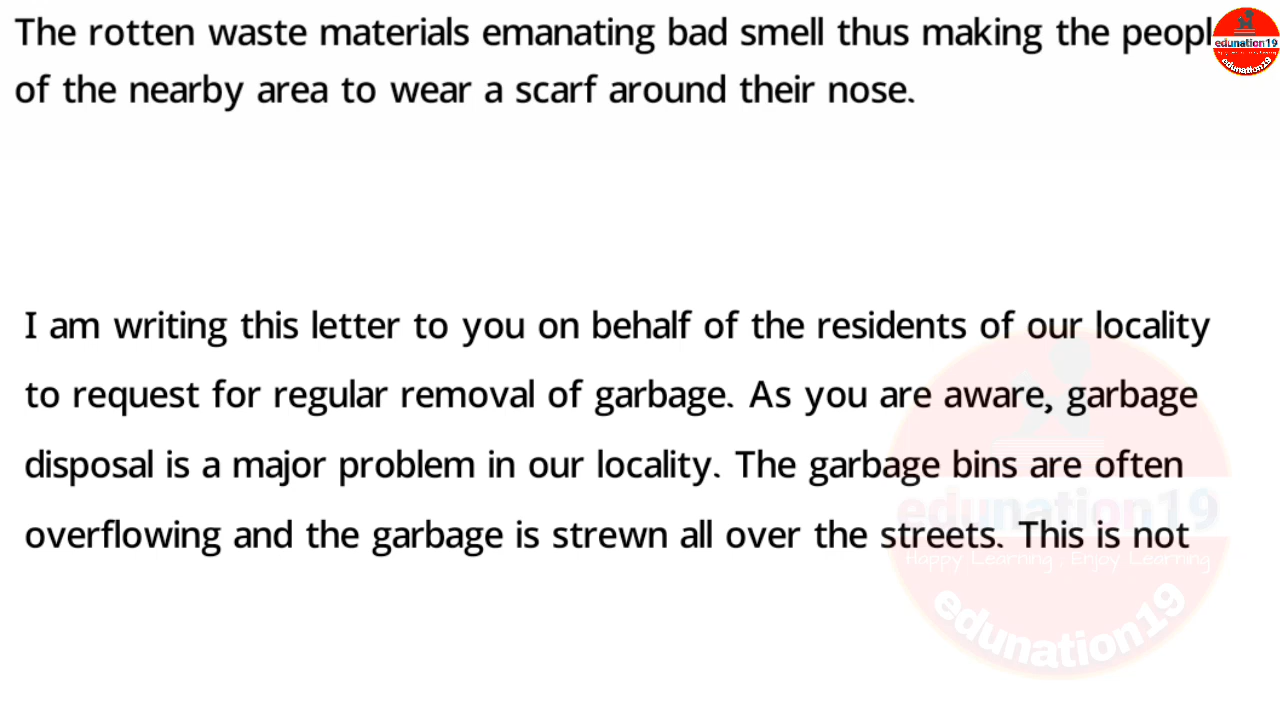 The rotten waste materials emanating bad smell thus making the peopl
of the nearby area to wear a scarf around their nose.
edunation19
edunation19
I am writing this letter to you on behalf of the residents of our locality
to request for regular removal of garbage. As you are aware, garbage
disposal is a major problem in our locality. The garbage bins are often
overflowing and the garbage is strewn all over the streets. This is not
edunation19
Happy Learning , Enjoy Learning
edunation19